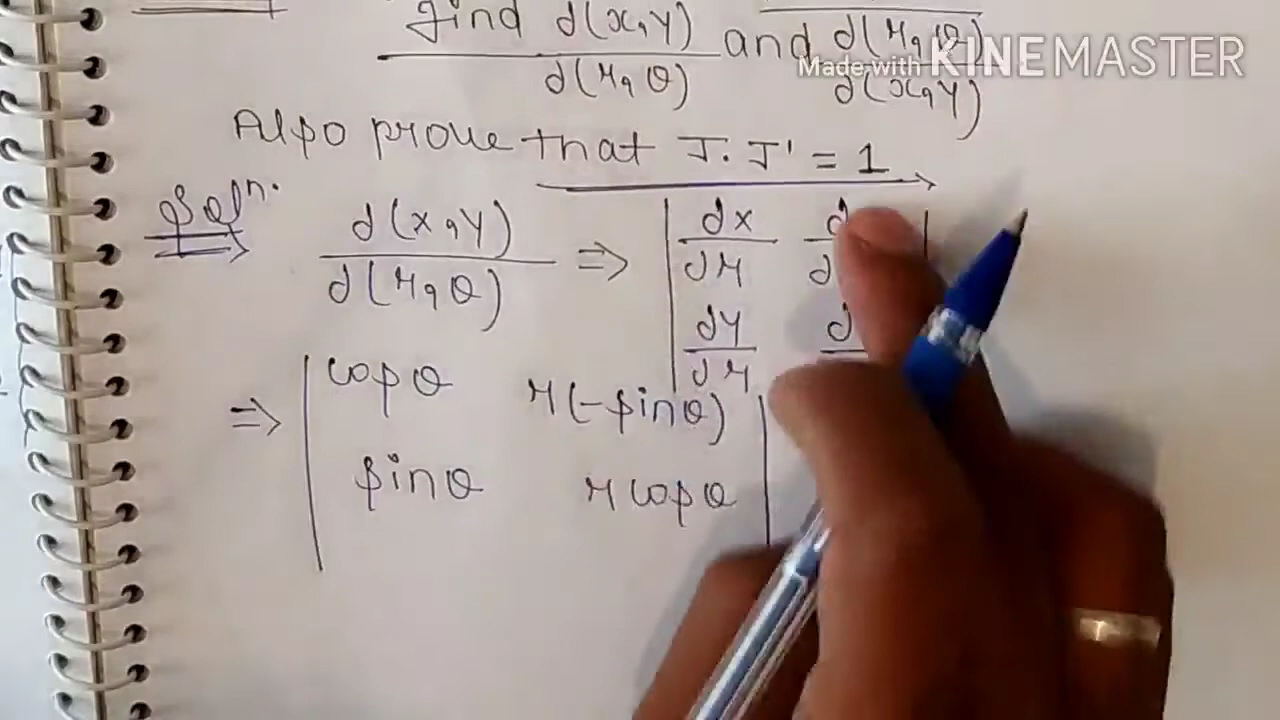 find ∂(x,y)/∂(r,θ) and ∂(r,θ)/∂(x,y)
Made with KINEMASTER
Also prove that J. J' = 1
Solⁿ. ∂(x,y)/∂(r,θ) ⇒ | ∂x/∂r
∂y/∂r
⇒ | cosθ r(-sinθ) |
| sinθ r cosθ |